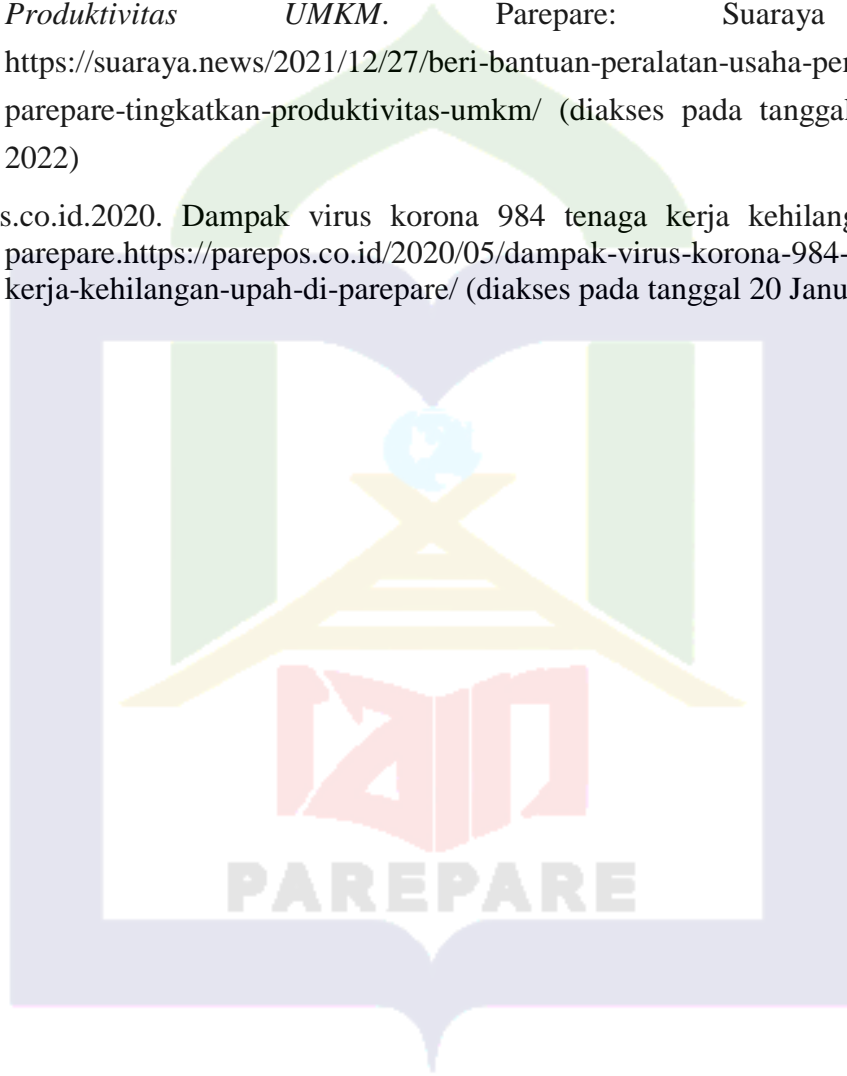 Produktivitas UMKM. Parepare: Suaraya
https://suaraya.news/2021/12/27/beri-bantuan-peralatan-usaha-per
parepare-tingkatkan-produktivitas-umkm/ (diakses pada tanggal
2022)
s.co.id.2020. Dampak virus korona 984 tenaga kerja kehilang
parepare.https://parepos.co.id/2020/05/dampak-virus-korona-984-
kerja-kehilangan-upah-di-parepare/ (diakses pada tanggal 20 Janu
iain
PAREPARE